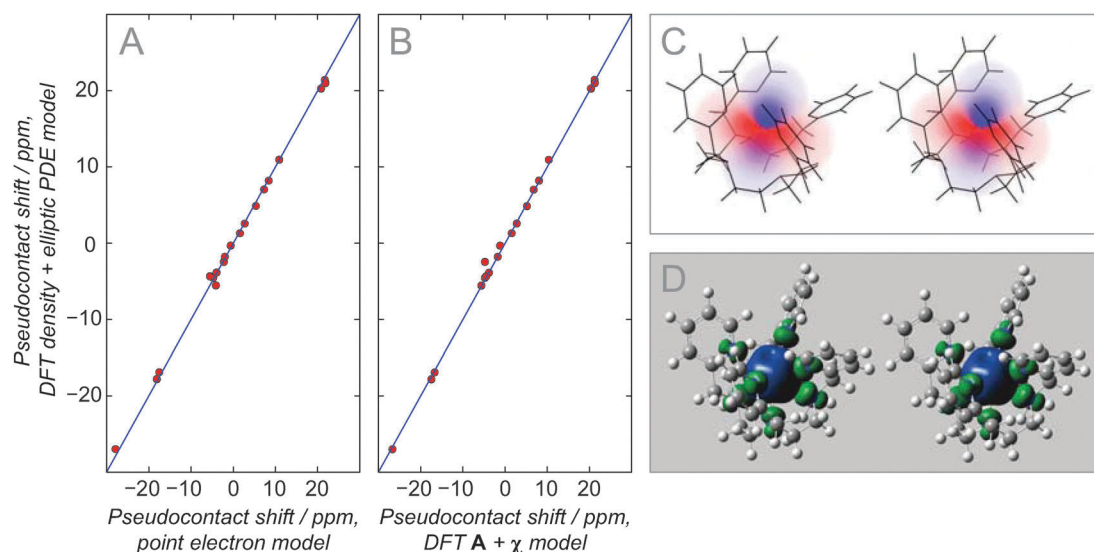 A
B
C
D
Pseudocontact shift / ppm,
DFT density + elliptic PDE model
20
10
0
−10
−20
−20 −10 0 10 20
−20 −10 0 10 20
Pseudocontact shift / ppm,
point electron model
Pseudocontact shift / ppm,
DFT A + χ model